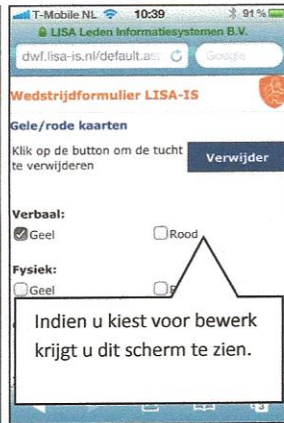 T-Mobile NL 10:39 91%
LISA Leden Informatiesystemen B.V.
dwf.lisa-is.nl/default.as Google
Wedstrijdformulier LISA-IS
Gele/rode kaarten
Klik op de button om de tucht
te verwijderen
Verwijder
Verbaal:
Geel Rood
Fysiek:
Geel
Indien u kiest voor bewerk
krijgt u dit scherm te zien.
3